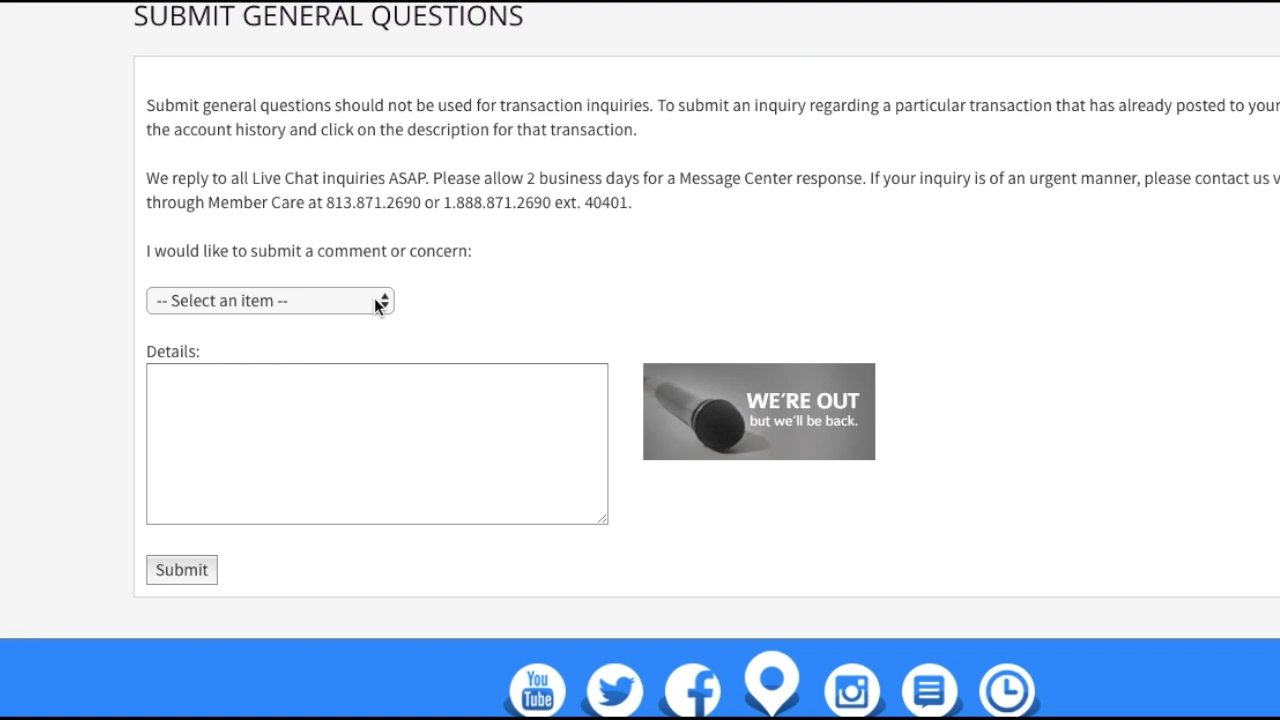 SUBMIT GENERAL QUESTIONS
Submit general questions should not be used for transaction inquiries. To submit an inquiry regarding a particular transaction that has already posted to your
the account history and click on the description for that transaction.
We reply to all Live Chat inquiries ASAP. Please allow 2 business days for a Message Center response. If your inquiry is of an urgent manner, please contact us v
through Member Care at 813.871.2690 or 1.888.871.2690 ext. 40401.
I would like to submit a comment or concern:
-- Select an item --
Details:
WE'RE OUT
but we'll be back.
Submit
You
Tube